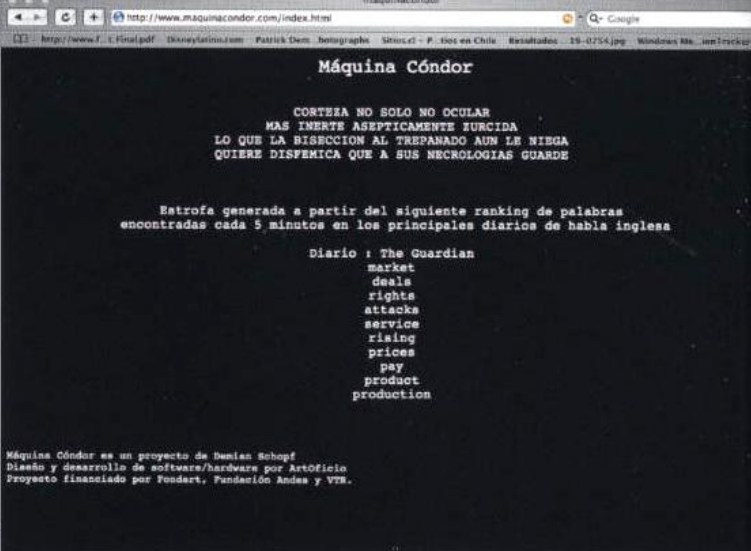 http://www.maquinacondor.com/index.html
Google
Máquina Cóndor
CORTEZA NO SOLO NO OCULAR
MAS INERTE ASEPTICAMENTE ZURCIDA
LO QUE LA BISECCION AL TREPANADO AUN LE NIEGA
QUIERE DISFEMICA QUE A SUS NECROLOGIAS GUARDE
Estrofa generada a partir del siguiente ranking de palabras
encontradas cada 5 minutos en los principales diarios de habla inglesa
Diario : The Guardian
market
deals
rights
attacks
service
rising
prices
pay
product
production
Máquina Cóndor es un proyecto de Demian Schopf
Diseño y desarrollo de software/hardware por ArtOficio
Proyecto financiado por Fondart, Fundación Andes y VTR.